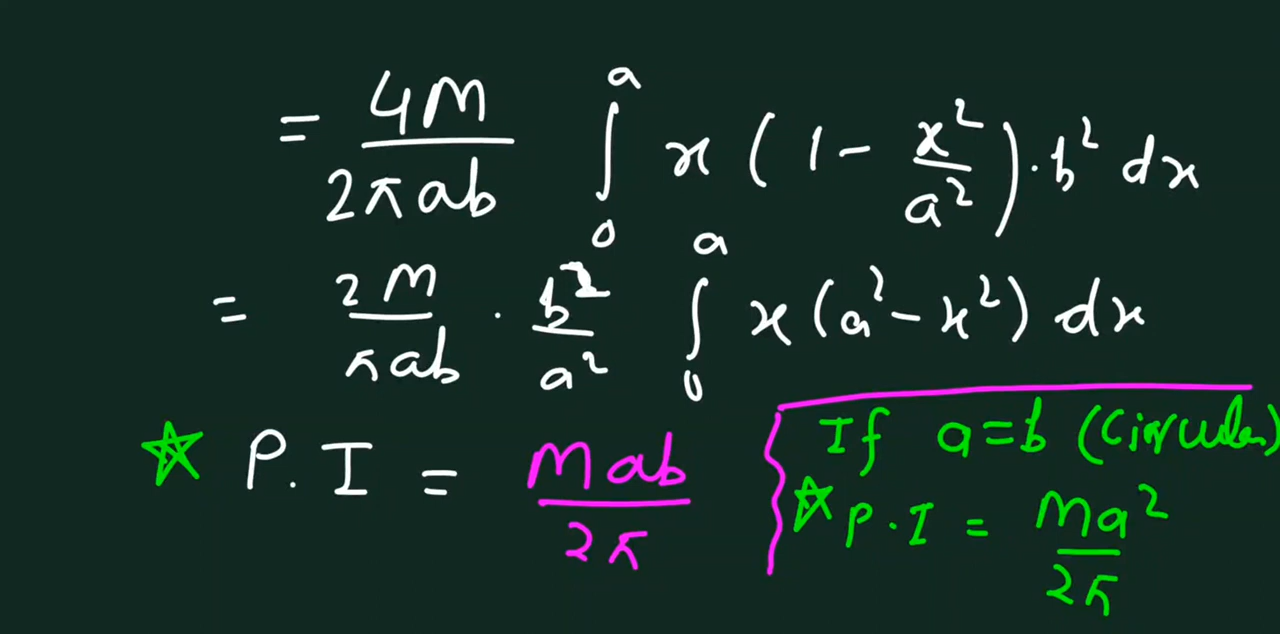 = 4M/2πab ∫₀ᵃ x (1 - x²/a²) . b² dx
= 2M/πab . b²/a² ∫₀ᵃ x (a² - x²) dx
☆ P.I = Mab/2π
If a=b (Circular)
☆ P.I = Ma²/2π